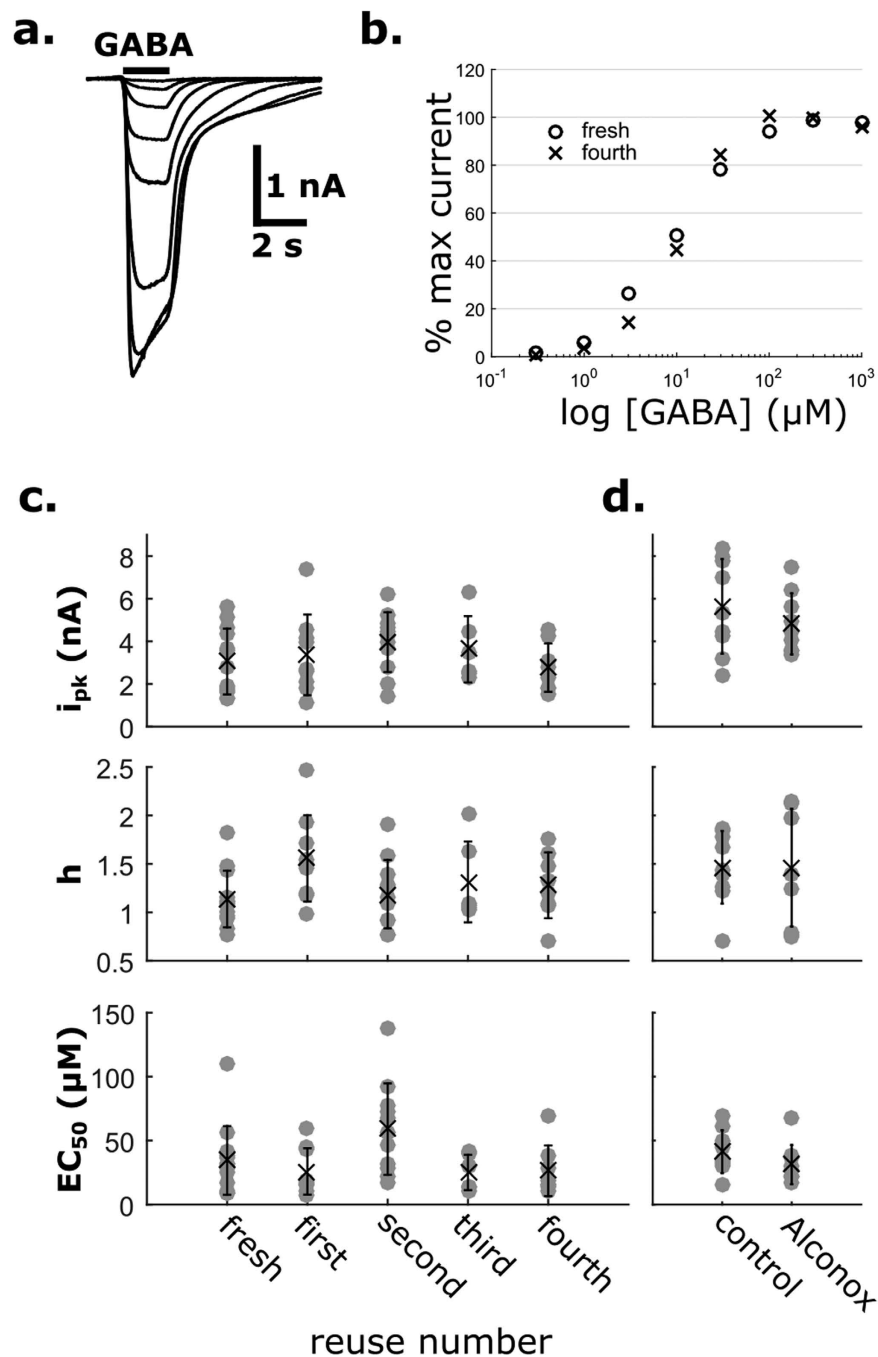 a.
GABA
1 nA
2 s
b.
120
100
80
60
40
20
0
% max current
fresh
fourth
10⁻¹ 10⁰ 10¹ 10² 10³
log [GABA] (µM)
c.
d.
8
6
4
2
0
iₚₖ (nA)
2.5
2
1.5
1
0.5
h
150
100
50
0
EC₅₀ (µM)
fresh first second third fourth
control Alconox
reuse number